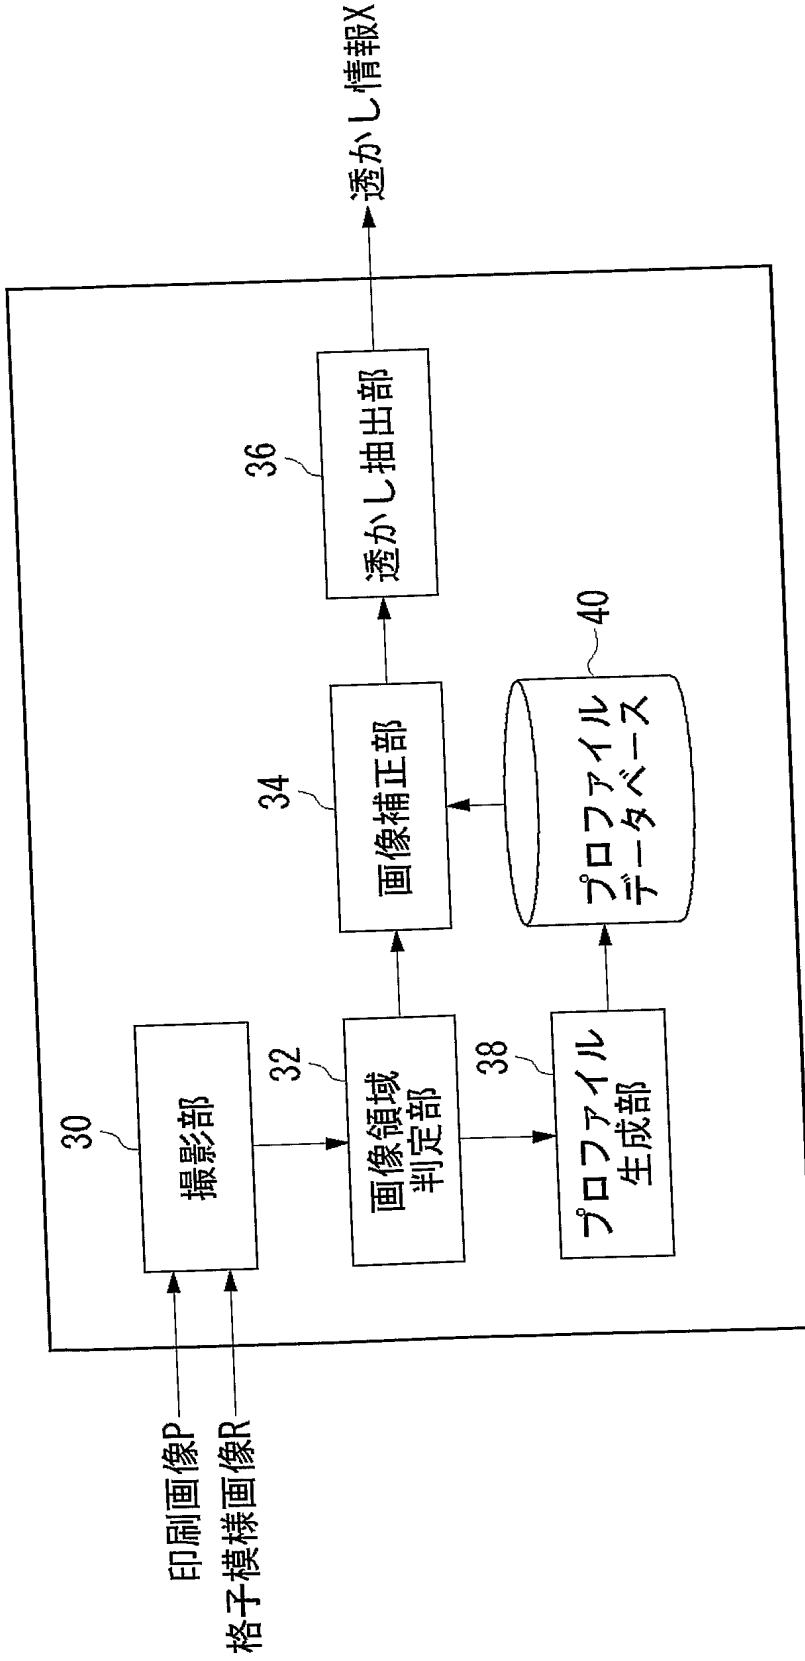 印刷画像P
格子模様画像R
30
撮影部
32
画像領域
判定部
34
画像補正部
36
透かし抽出部
透かし情報X
38
プロファイル
生成部
40
プロファイル
データベース